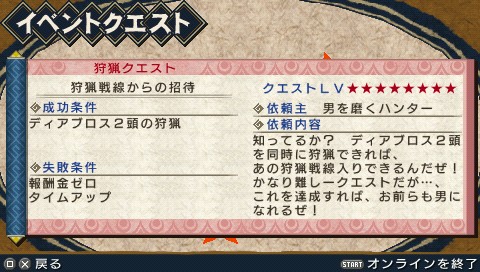 イベントクエスト
狩猟クエスト
狩猟戦線からの招待
成功条件
ディアブロス２頭の狩猟
失敗条件
報酬金ゼロ
タイムアップ
クエストＬＶ★★★★★★★★
依頼主 男を磨くハンター
依頼内容
知ってるか？ ディアブロス２頭
を同時に狩猟できれば、
あの狩猟戦線入りできるんだぜ！
かなり難しークエストだが…、
これを達成すれば、お前らも男に
なれるぜ！
戻る
START オンラインを終了